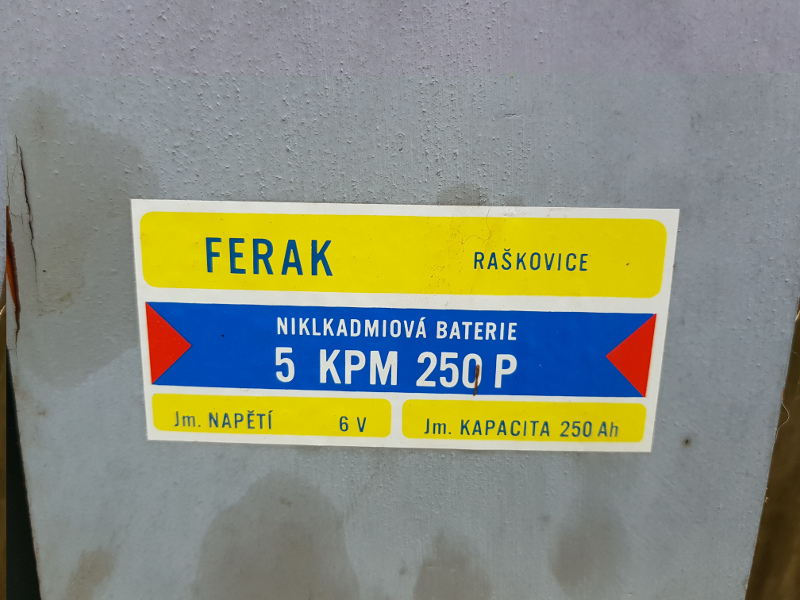 FERAK RAŠKOVICE
NIKLKADMIOVÁ BATERIE
5 KPM 250 P
Jm. NAPĚTÍ 6 V Jm. KAPACITA 250 Ah